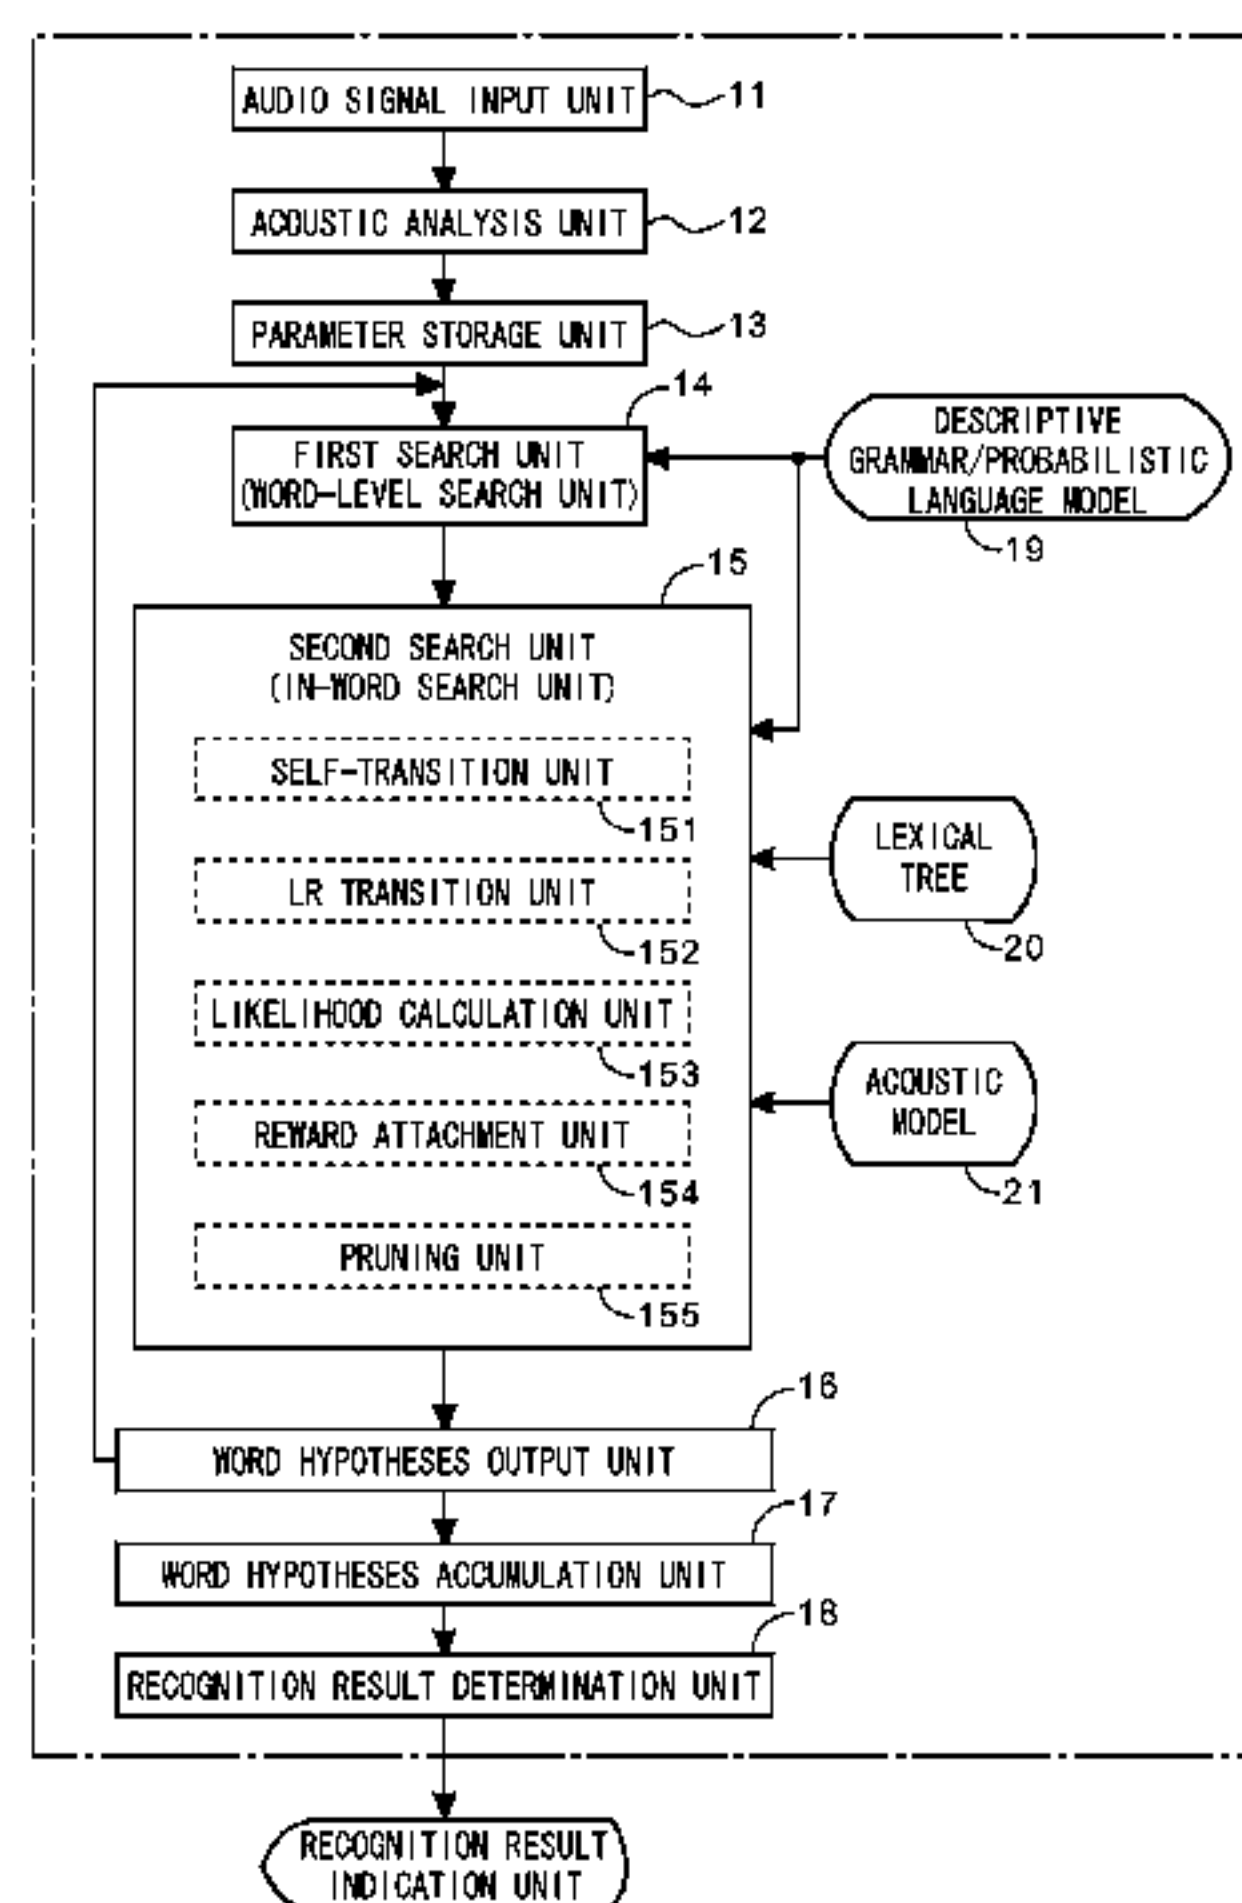 AUDIO SIGNAL INPUT UNIT
11
ACOUSTIC ANALYSIS UNIT
12
PARAMETER STORAGE UNIT
13
14
FIRST SEARCH UNIT
(WORD-LEVEL SEARCH UNIT)
DESCRIPTIVE
GRAMMAR/PROBABILISTIC
LANGUAGE MODEL
19
15
SECOND SEARCH UNIT
(IN-WORD SEARCH UNIT)
SELF-TRANSITION UNIT
151
LR TRANSITION UNIT
152
LIKELIHOOD CALCULATION UNIT
153
REWARD ATTACHMENT UNIT
154
PRUNING UNIT
155
LEXICAL
TREE
20
ACOUSTIC
MODEL
21
16
WORD HYPOTHESES OUTPUT UNIT
17
WORD HYPOTHESES ACCUMULATION UNIT
18
RECOGNITION RESULT DETERMINATION UNIT
RECOGNITION RESULT
INDICATION UNIT